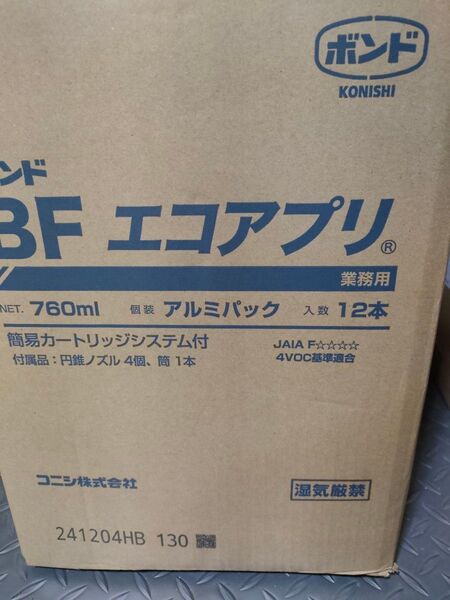 ボンド
KONISHI
ンド
BF エコアプリ®
業務用
NET. 760ml 個装 アルミパック 入数 12本
簡易カートリッジシステム付
付属品:円錐ノズル 4個、筒 1本
JAIA F☆☆☆☆
4VOC基準適合
コニシ株式会社
湿気厳禁
241204HB 130